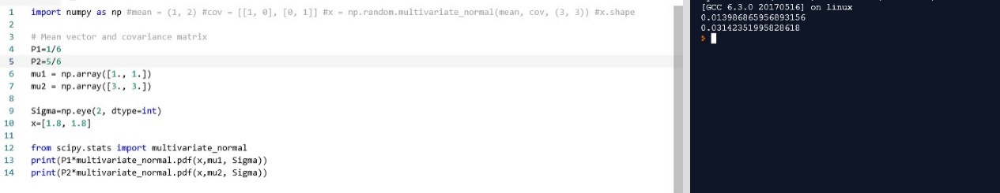 1 import numpy as np #mean = (1, 2) #cov = [[1, 0], [0, 1]] #x = np.random.multivariate_normal(mean, cov, (3, 3)) #x.shape
2
3 # Mean vector and covariance matrix
4 P1=1/6
5 P2=5/6
6 mu1 = np.array([1., 1.])
7 mu2 = np.array([3., 3.])
8
9 Sigma=np.eye(2, dtype=int)
10 x=[1.8, 1.8]
11
12 from scipy.stats import multivariate_normal
13 print(P1*multivariate_normal.pdf(x,mu1, Sigma))
14 print(P2*multivariate_normal.pdf(x,mu2, Sigma))
[GCC 6.3.0 20170516] on linux
0.013986865956893156
0.03142351995828618
>